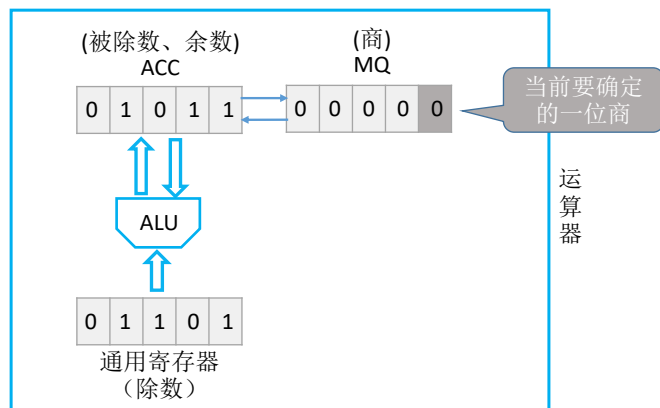 (被除数、余数)
ACC
0 1 0 1 1
(商)
MQ
0 0 0 0 0
当前要确定
的一位商
ALU
0 1 1 0 1
通用寄存器
（除数）
运
算
器